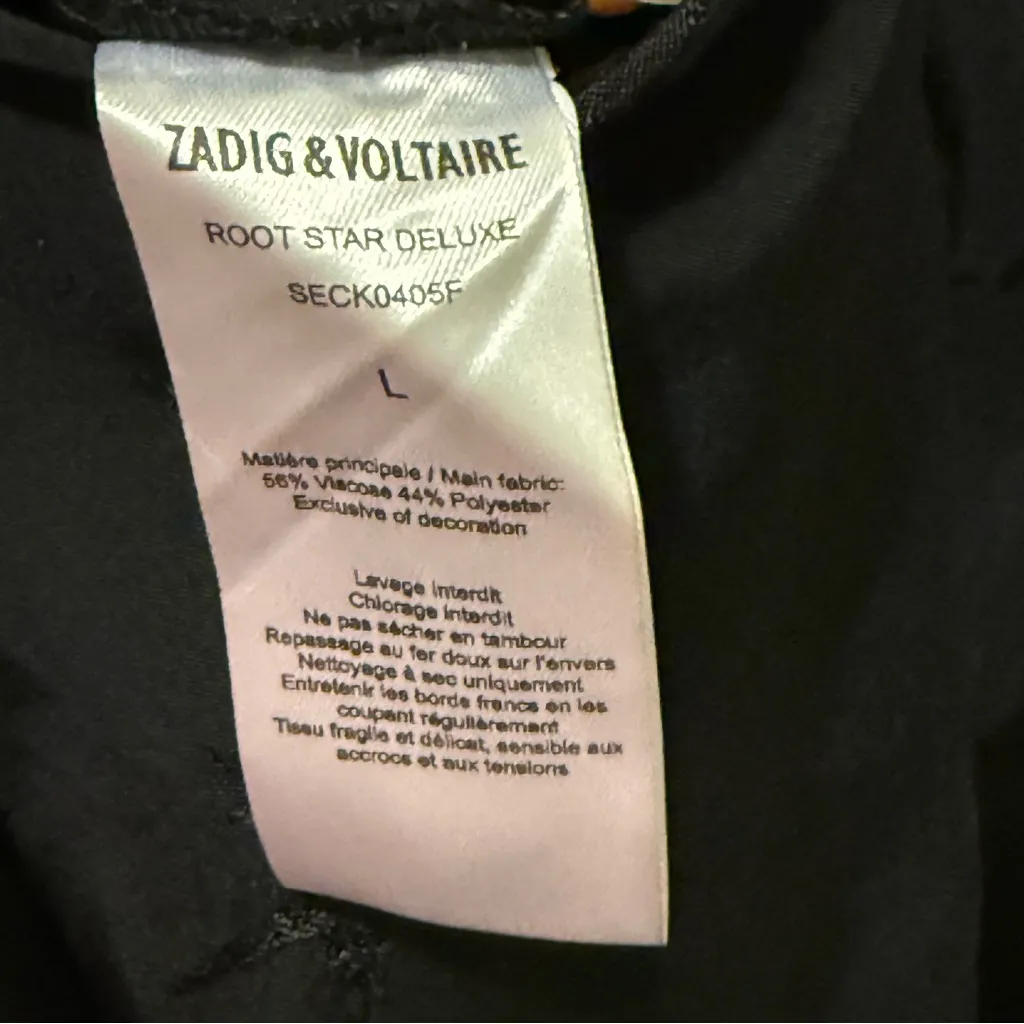 ZADIG & VOLTAIRE
ROOT STAR DELUXE
SECK0405F
L
Matière principale / Main fabric:
56% Viscose 44% Polyester
Exclusive of decoration
Lavage interdit
Chlorage interdit
Ne pas sécher en tambour
Repassage au fer doux sur l'envers
Nettoyage à sec uniquement
Entretenir les bords francs en les
coupant régulièrement
Tissu fragile et délicat, sensible aux
accrocs et aux tensions